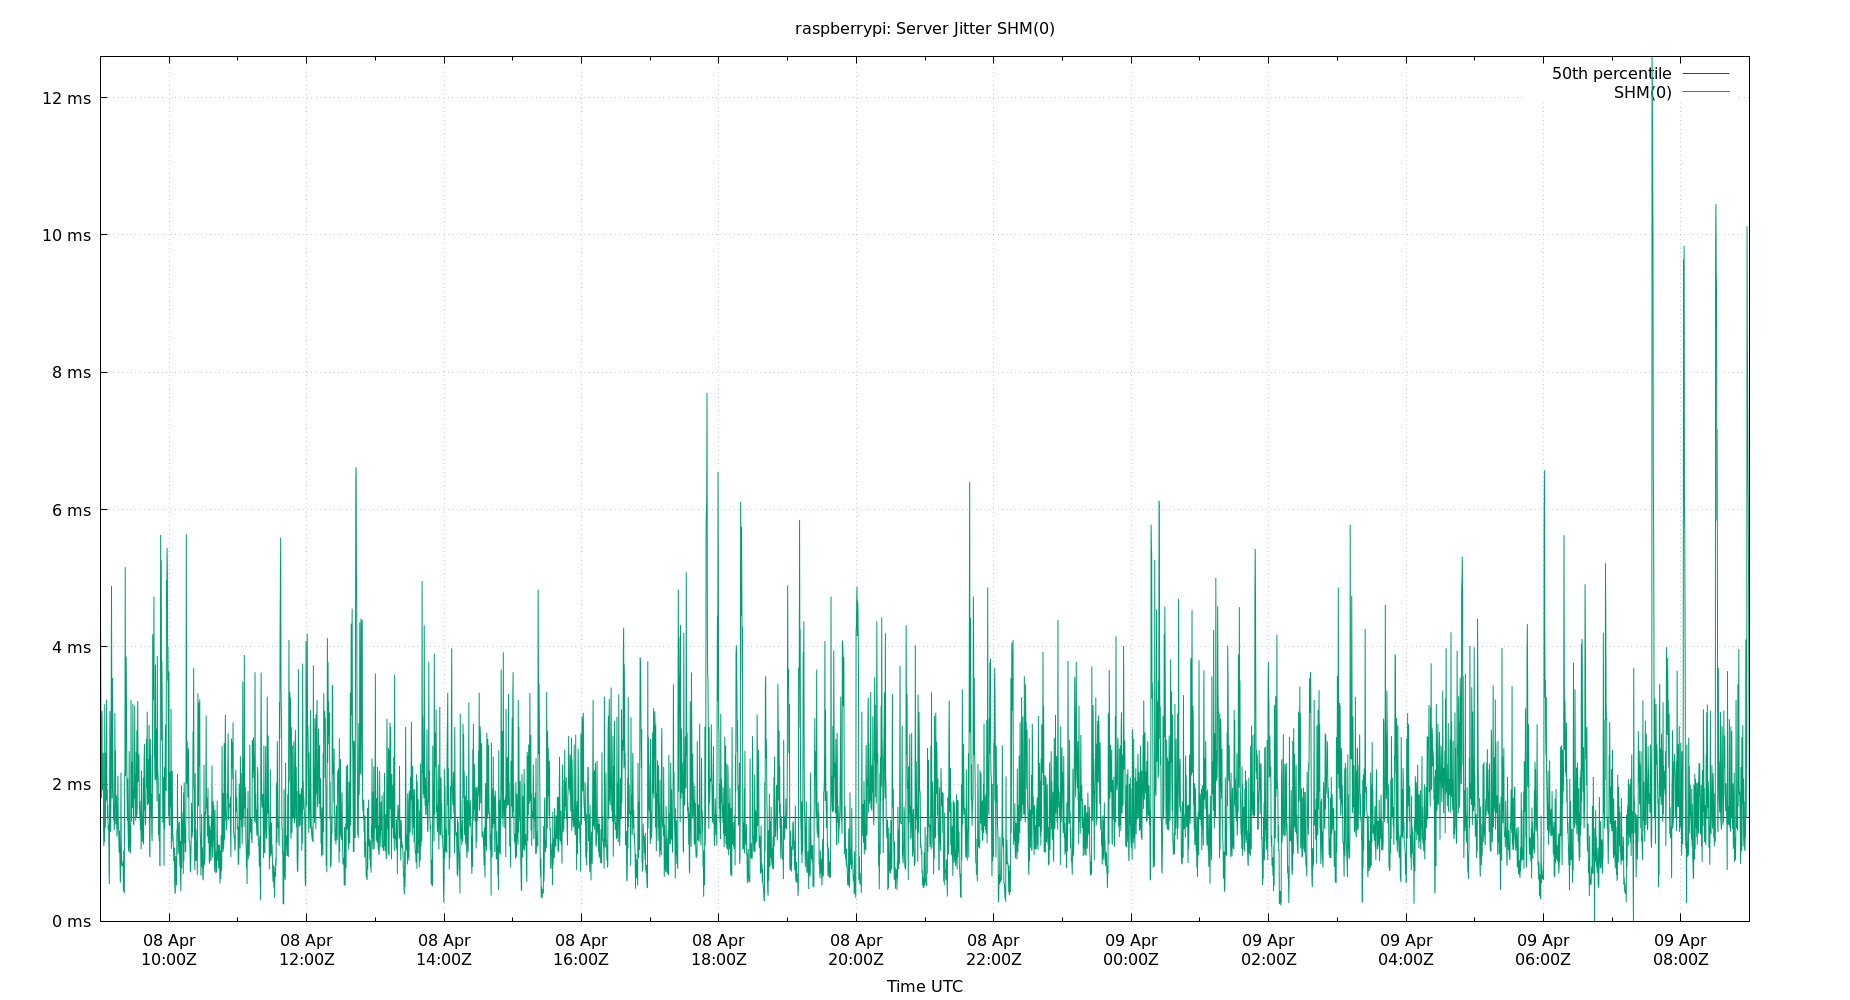 raspberrypi: Server Jitter SHM(0)
50th percentile
SHM(0)
12 ms
10 ms
8 ms
6 ms
4 ms
2 ms
0 ms
08 Apr 08 Apr 08 Apr 08 Apr 08 Apr 08 Apr 08 Apr 09 Apr 09 Apr 09 Apr 09 Apr 09 Apr
10:00Z 12:00Z 14:00Z 16:00Z 18:00Z 20:00Z 22:00Z 00:00Z 02:00Z 04:00Z 06:00Z 08:00Z
Time UTC